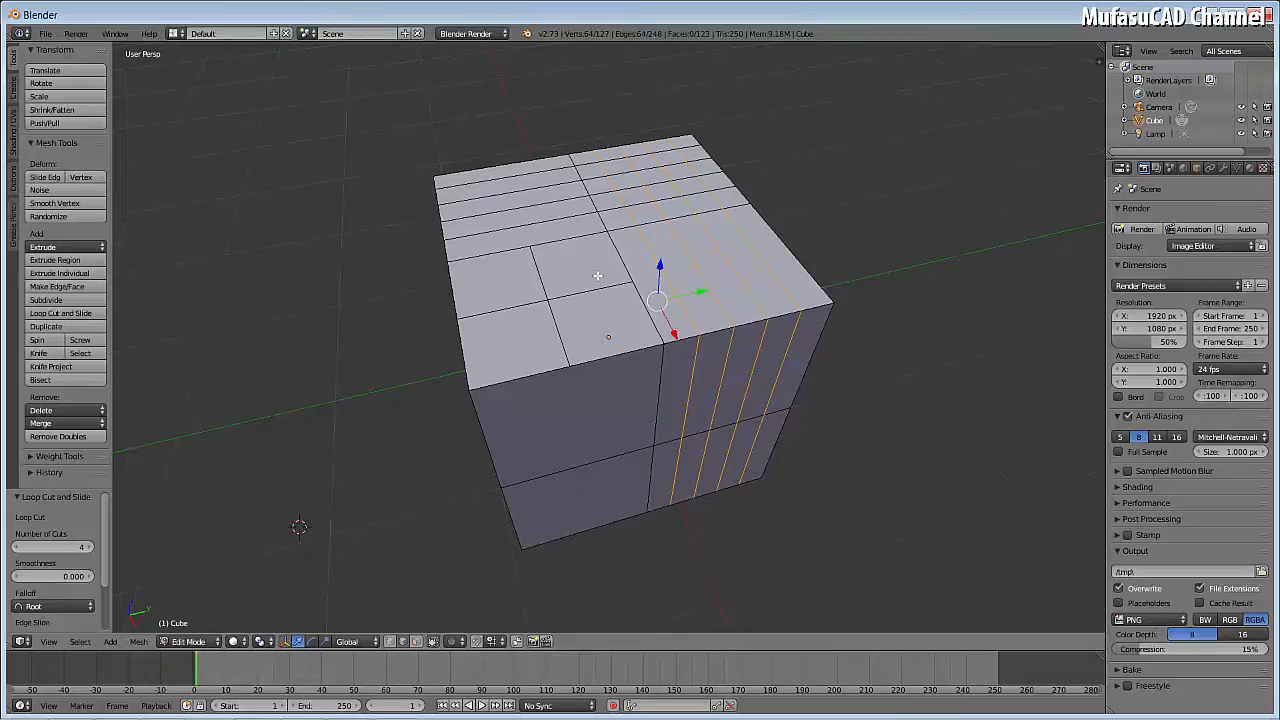 Blender
MufasuCAD Channel
File Render Window Help Default Scene Blender Render v2.73 | Verts:64/127 | Edges:64/248 | Faces:0/123 | Tris:250 | Mem:9.18M | Cube View Search All Scenes
Tools
Create
Shading / UVs
Options
Grease Pencil
Transform
Translate
Rotate
Scale
Shrink/Fatten
Push/Pull
Mesh Tools
Deform:
Slide Edg Vertex
Noise
Smooth Vertex
Randomize
Add:
Extrude
Extrude Region
Extrude Individual
Make Edge/Face
Subdivide
Loop Cut and Slide
Duplicate
Spin Screw
Knife Select
Knife Project
Bisect
Remove:
Delete
Merge
Remove Doubles
Weight Tools
History
Loop Cut and Slide
Loop Cut
Number of Cuts
4
Smoothness
0.000
Falloff
Root
Edge Slide
User Persp
(1) Cube
View Select Add Mesh Edit Mode Global
-50 -40 -30 -20 -10 0 10 20 30 40 50 60 70 80 90 100 110 120 130 140 150 160 170 180 190 200 210 220 230 240 250 260 270 280
View Marker Frame Playback Start: 1 End: 250 1 No Sync
Scene
RenderLayers
World
Camera
Cube
Lamp
Scene
Render
Render Animation Audio
Display: Image Editor
Dimensions
Render Presets
Resolution: Frame Range:
X: 1920 px Start Frame: 1
Y: 1080 px End Frame: 250
50% Frame Step: 1
Aspect Ratio: Frame Rate:
X: 1.000 24 fps
Y: 1.000 Time Remapping:
Bord Crop :100 :100
Anti-Aliasing
5 8 11 16 Mitchell-Netravali
Full Sample Size: 1.000 px
Sampled Motion Blur
Shading
Performance
Post Processing
Stamp
Output
/tmp\
Overwrite File Extensions
Placeholders Cache Result
PNG BW RGB RGBA
Color Depth: 8 16
Compression: 15%
Bake
Freestyle